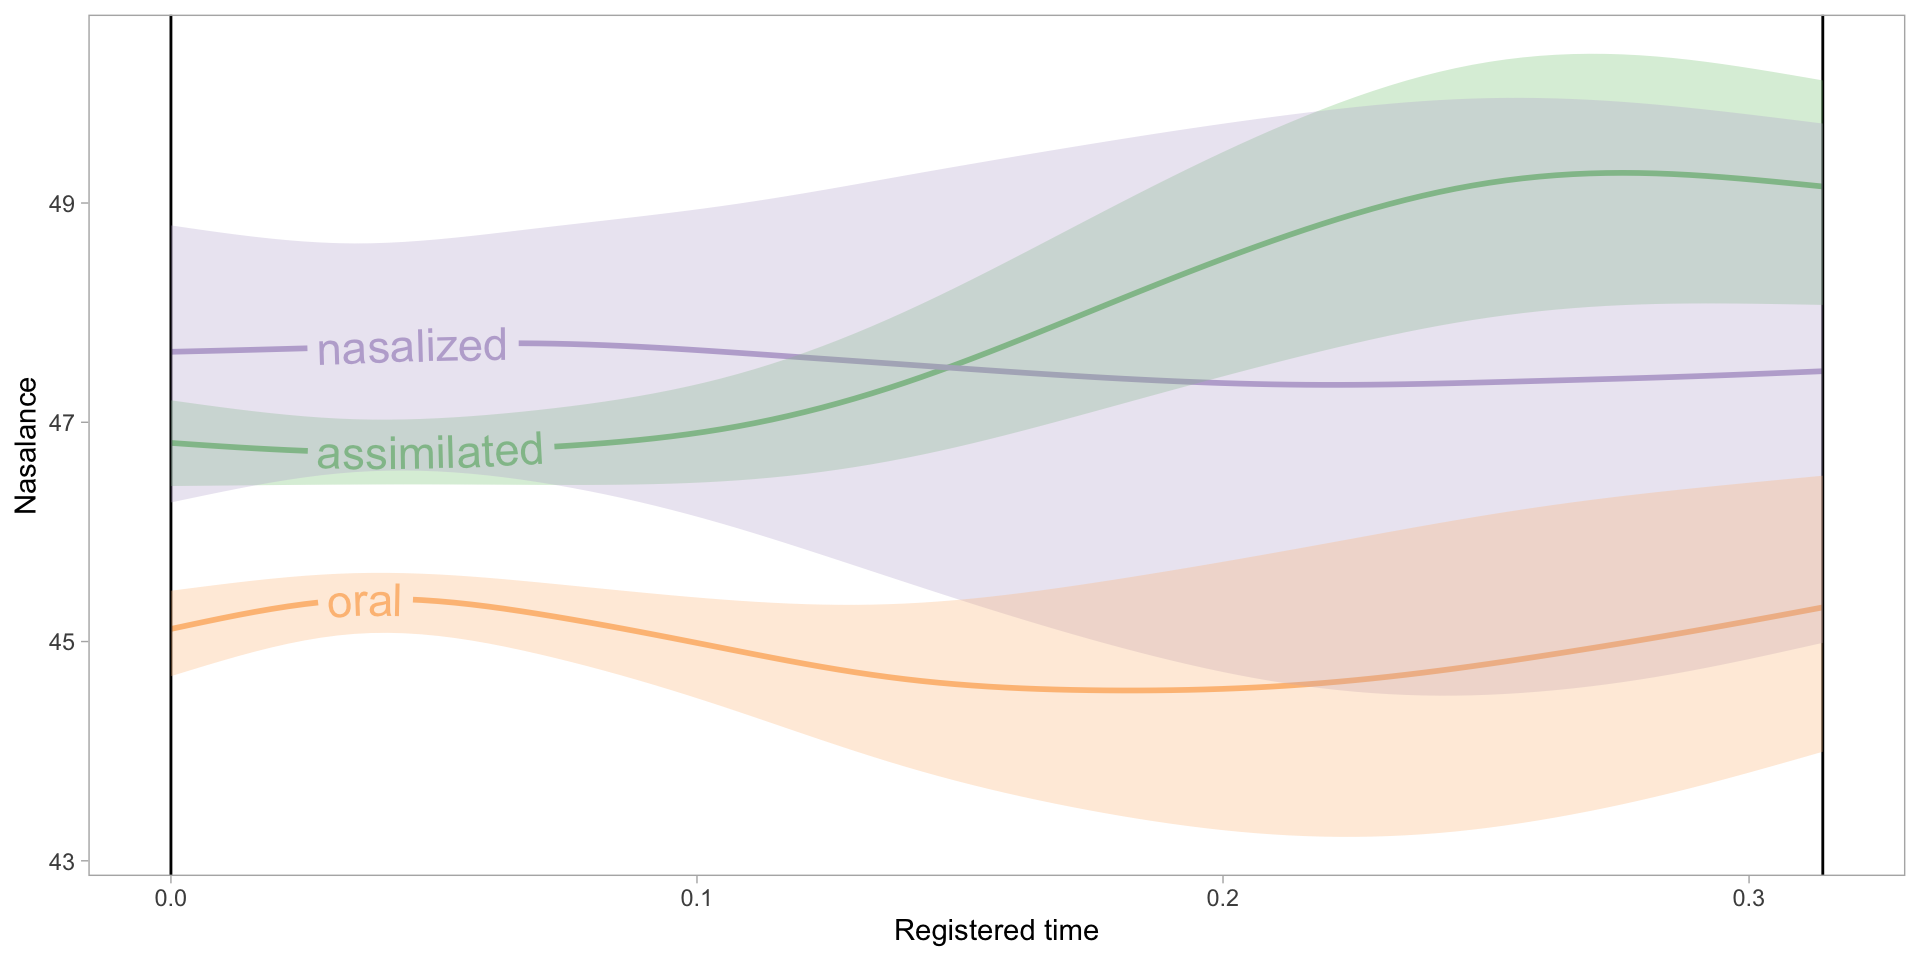 49
47
45
43
Nasalance
nasalized
assimilated
oral
0.0 0.1 0.2 0.3
Registered time